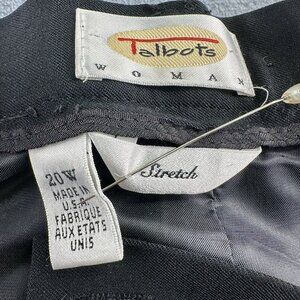 Talbots
WOMAN
Stretch
20W
MADE IN
U.S.A.
FABRIQUE
AUX ETATS
UNIS